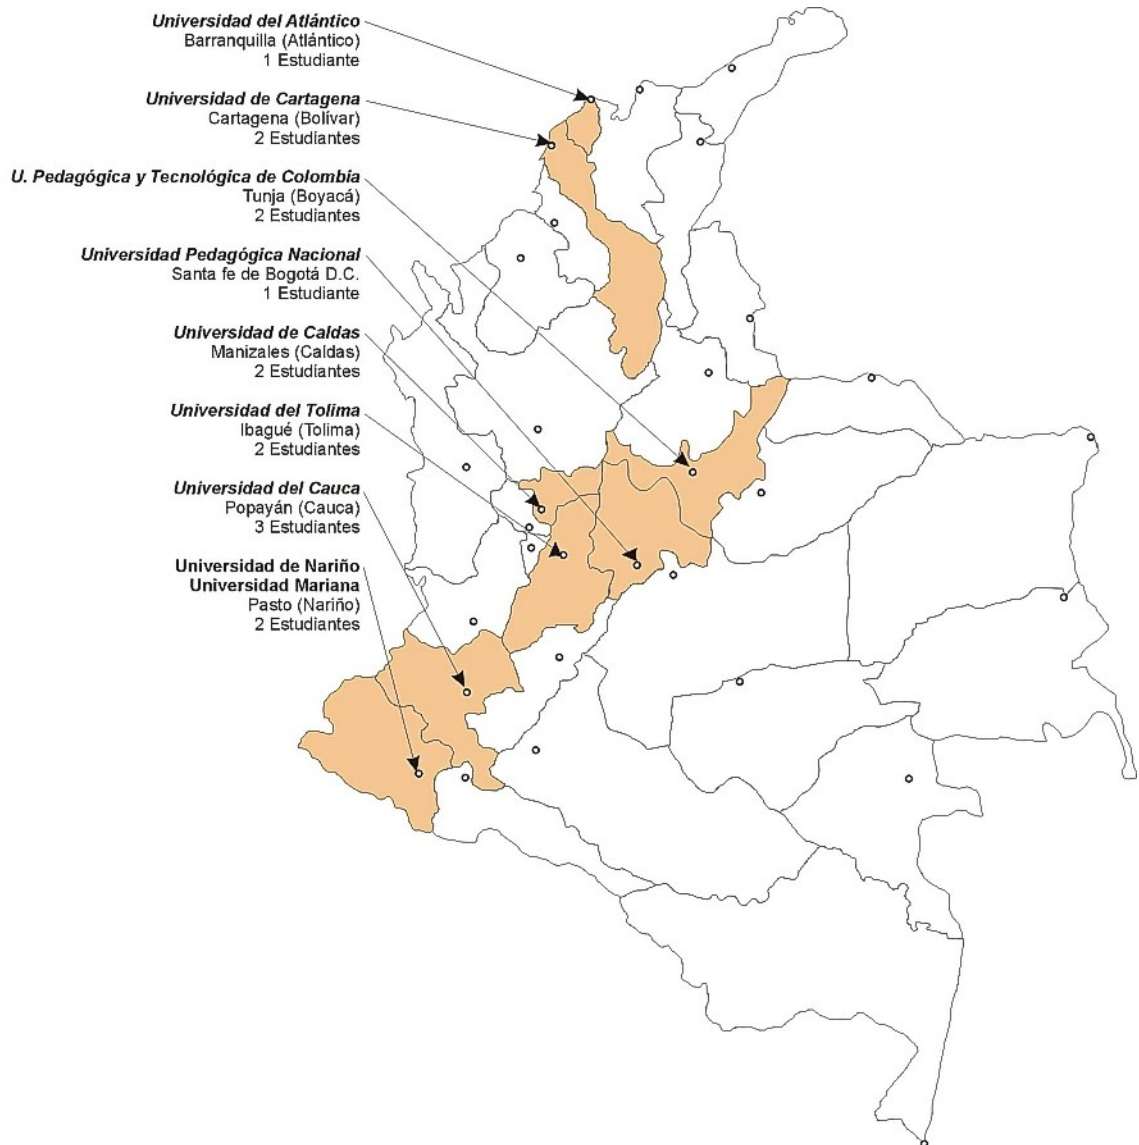 Universidad del Atlántico
Barranquilla (Atlántico)
1 Estudiante
Universidad de Cartagena
Cartagena (Bolívar)
2 Estudiantes
U. Pedagógica y Tecnológica de Colombia
Tunja (Boyacá)
2 Estudiantes
Universidad Pedagógica Nacional
Santa fe de Bogotá D.C.
1 Estudiante
Universidad de Caldas
Manizales (Caldas)
2 Estudiantes
Universidad del Tolima
Ibagué (Tolima)
2 Estudiantes
Universidad del Cauca
Popayán (Cauca)
3 Estudiantes
Universidad de Nariño
Universidad Mariana
Pasto (Nariño)
2 Estudiantes